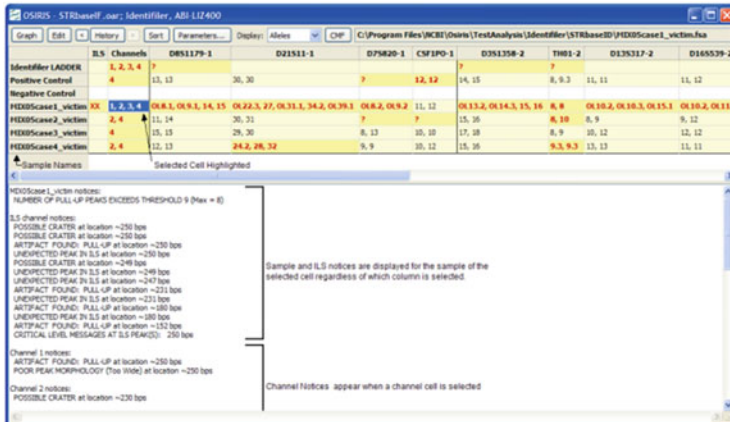 OSIRIS - STRbaseIF.oar; Identifiler, ABI-LIZ400
Graph Edit < History > Sort Parameters... Display: Alleles CMF C:\Program Files\NCBI\Osiris\TestAnalysis\Identifiler\STRbaseID\MIX05case1_victim.fsa
ILS Channels D8S1179-1 D21S11-1 D7S820-1 CSF1PO-1 D3S1358-2 TH01-2 D13S317-2 D16S539-2
Identifiler LADDER 1, 2, 3, 4 ? ? ?
Positive Control 4 13, 13 30, 30 ? 12, 12 14, 15 8, 9.3 11, 11 11, 12
Negative Control
MIX05case1_victim XX 1, 2, 3, 4 OL8.1, OL9.1, 14, 15 OL22.3, 27, OL31.1, 34.2, OL39.1 OL8.2, OL9.2 11, 12 OL13.2, OL14.3, 15, 16 8, 8 OL10.2, OL10.3, OL15.1 OL10.2, OL11
MIX05case2_victim 2, 4 11, 14 30, 31 ? ? 15, 16 8, 10 8, 9 9, 12
MIX05case3_victim 4 15, 15 29, 30 8, 13 10, 10 17, 18 8, 9 10, 12 12, 12
MIX05case4_victim 2, 4 12, 13 24.2, 28, 32 9, 9 10, 12 15, 16 9.3, 9.3 13, 13 11, 11
Sample Names Selected Cell Highlighted
MIX05case1_victim notices:
NUMBER OF PULL-UP PEAKS EXCEEDS THRESHOLD 9 (Max = 8)
ILS channel notices:
POSSIBLE CRATER at location ~250 bps
POSSIBLE CRATER at location ~250 bps
ARTIFACT FOUND: PULL-UP at location ~250 bps
UNEXPECTED PEAK IN ILS at location ~250 bps
POSSIBLE CRATER at location ~249 bps
UNEXPECTED PEAK IN ILS at location ~249 bps
UNEXPECTED PEAK IN ILS at location ~247 bps
ARTIFACT FOUND: PULL-UP at location ~231 bps
UNEXPECTED PEAK IN ILS at location ~231 bps
ARTIFACT FOUND: PULL-UP at location ~180 bps
UNEXPECTED PEAK IN ILS at location ~180 bps
ARTIFACT FOUND: PULL-UP at location ~152 bps
CRITICAL LEVEL MESSAGES AT ILS PEAK(S): 250 bps
Sample and ILS notices are displayed for the sample of the
selected cell regardless of which column is selected.
Channel 1 notices:
ARTIFACT FOUND: PULL-UP at location ~250 bps
POOR PEAK MORPHOLOGY (Too Wide) at location ~250 bps
Channel 2 notices:
POSSIBLE CRATER at location ~230 bps
Channel Notices appear when a channel cell is selected